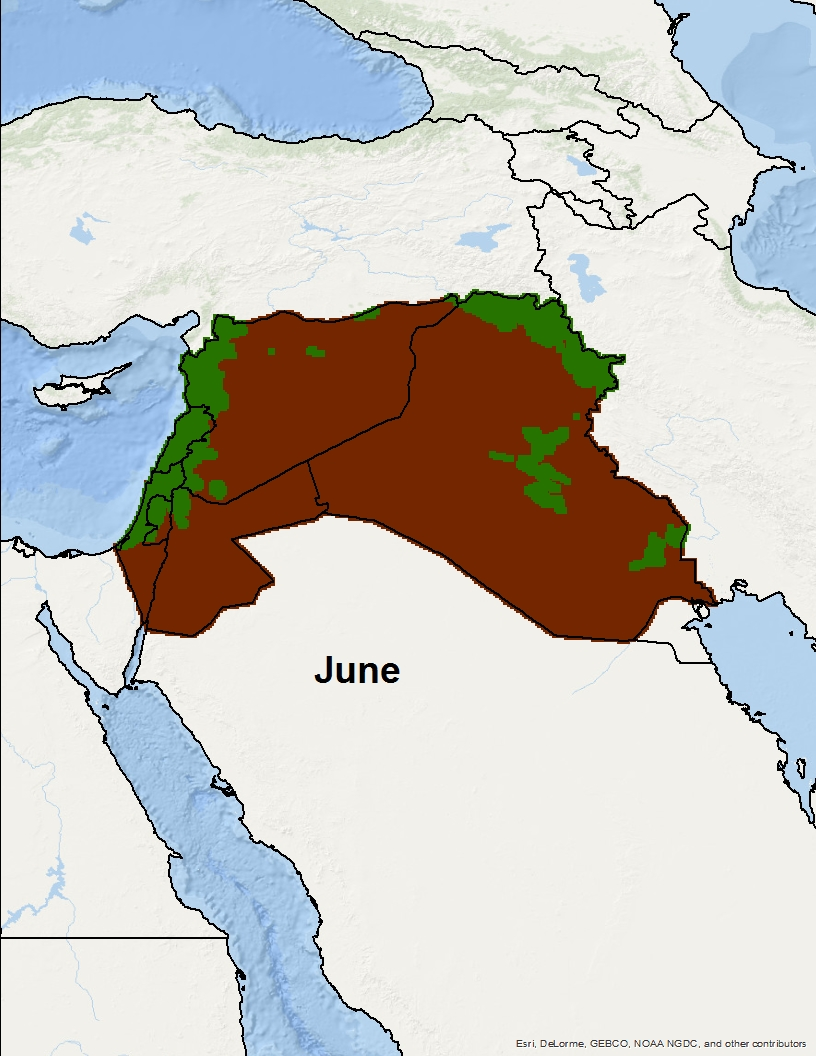 June
Esri, DeLorme, GEBCO, NOAA NGDC, and other contributors